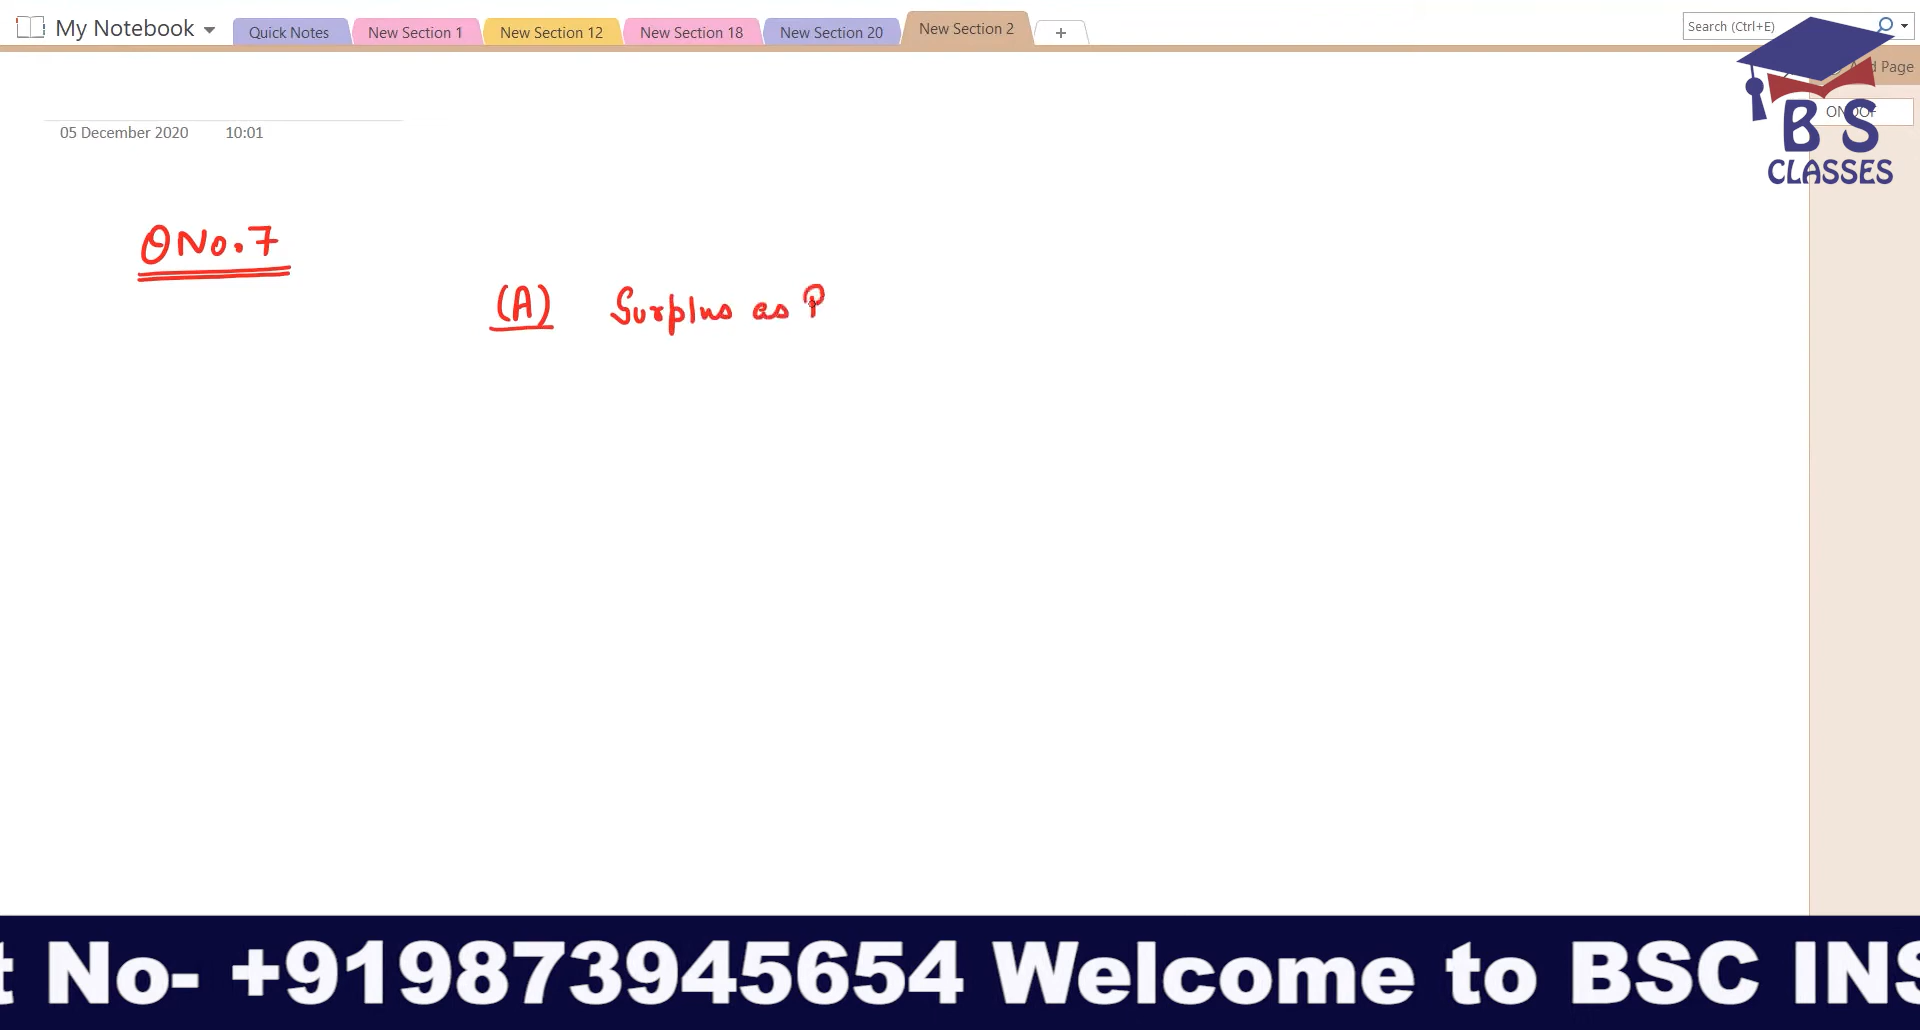 My Notebook
Quick Notes
New Section 1
New Section 12
New Section 18
New Section 20
New Section 2
+
Search (Ctrl+E)
Page
B S
CLASSES
05 December 2020 10:01
QNo.7
(A) Surplus as P
t No- +919873945654 Welcome to BSC INS